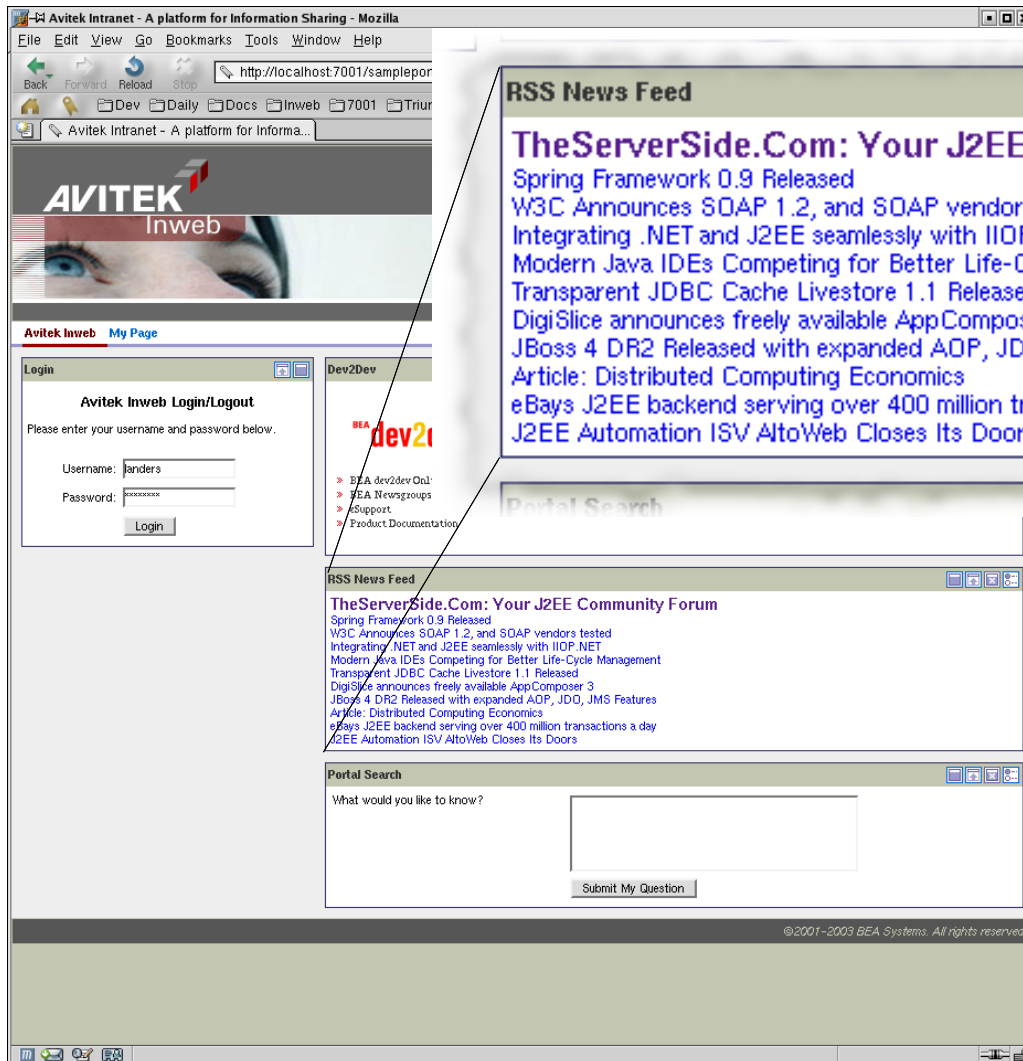 Avitek Intranet - A platform for Information Sharing - Mozilla
File Edit View Go Bookmarks Tools Window Help
Back Forward Reload Stop
http://localhost:7001/samplepor
Dev Daily Docs Inweb 7001
Avitek Intranet - A platform for Informa...
AVITEK
Inweb
Avitek Inweb My Page
Login
Avitek Inweb Login/Logout
Please enter your username and password below.
Username: landers
Password: ********
Login
Dev2Dev
BEA
» BEA dev2dev Onl
» BEA Newsgroups
» eSupport
» Product Documentation
RSS News Feed
TheServerSide.Com: Your J2EE
Spring Framework 0.9 Released
W3C Announces SOAP 1.2, and SOAP vendor
Integrating .NET and J2EE seamlessly with IIOP
Modern Java IDEs Competing for Better Life-C
Transparent JDBC Cache Livestore 1.1 Release
DigiSlice announces freely available AppCompos
JBoss 4 DR2 Released with expanded AOP, JD
Article: Distributed Computing Economics
eBays J2EE backend serving over 400 million tr
J2EE Automation ISV AltoWeb Closes Its Door
Portal Search
RSS News Feed
TheServerSide.Com: Your J2EE Community Forum
Spring Framework 0.9 Released
W3C Announces SOAP 1.2, and SOAP vendors tested
Integrating .NET and J2EE seamlessly with IIOP.NET
Modern Java IDEs Competing for Better Life-Cycle Management
Transparent JDBC Cache Livestore 1.1 Released
DigiSlice announces freely available AppComposer 3
JBoss 4 DR2 Released with expanded AOP, JDO, JMS Features
Article: Distributed Computing Economics
eBays J2EE backend serving over 400 million transactions a day
J2EE Automation ISV AltoWeb Closes Its Doors
Portal Search
What would you like to know?
Submit My Question
©2001-2003 BEA Systems. All rights reserved